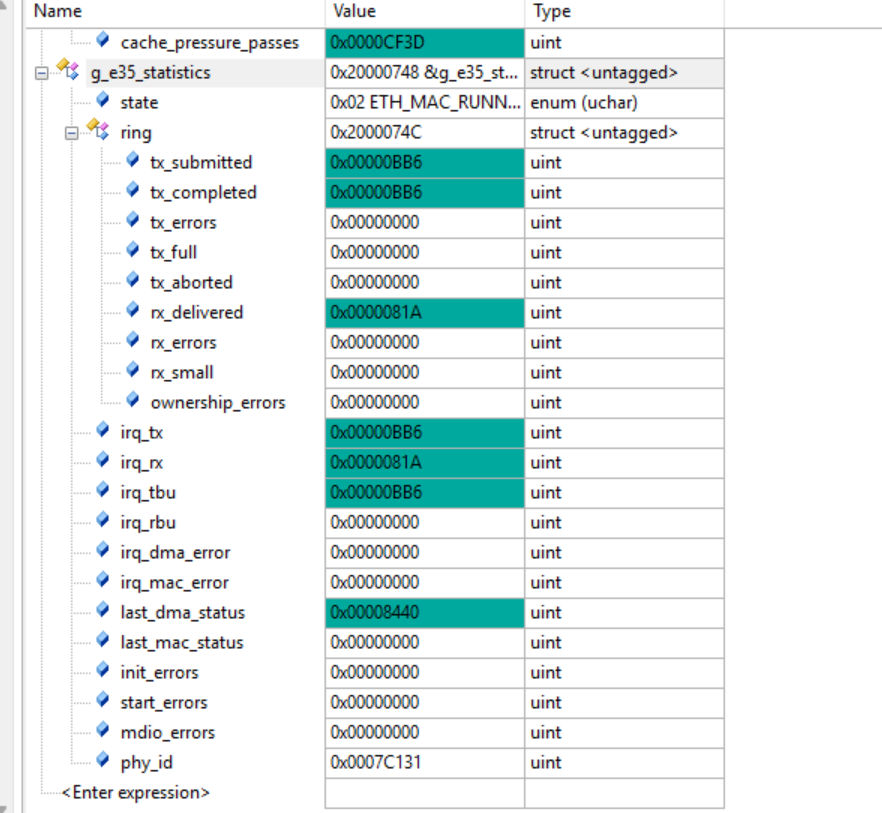 Name Value Type
cache_pressure_passes 0x0000CF3D uint
g_e35_statistics 0x20000748 &g_e35_st... struct <untagged>
state 0x02 ETH_MAC_RUNN... enum (uchar)
ring 0x2000074C struct <untagged>
tx_submitted 0x00000BB6 uint
tx_completed 0x00000BB6 uint
tx_errors 0x00000000 uint
tx_full 0x00000000 uint
tx_aborted 0x00000000 uint
rx_delivered 0x0000081A uint
rx_errors 0x00000000 uint
rx_small 0x00000000 uint
ownership_errors 0x00000000 uint
irq_tx 0x00000BB6 uint
irq_rx 0x0000081A uint
irq_tbu 0x00000BB6 uint
irq_rbu 0x00000000 uint
irq_dma_error 0x00000000 uint
irq_mac_error 0x00000000 uint
last_dma_status 0x00008440 uint
last_mac_status 0x00000000 uint
init_errors 0x00000000 uint
start_errors 0x00000000 uint
mdio_errors 0x00000000 uint
phy_id 0x0007C131 uint
<Enter expression>